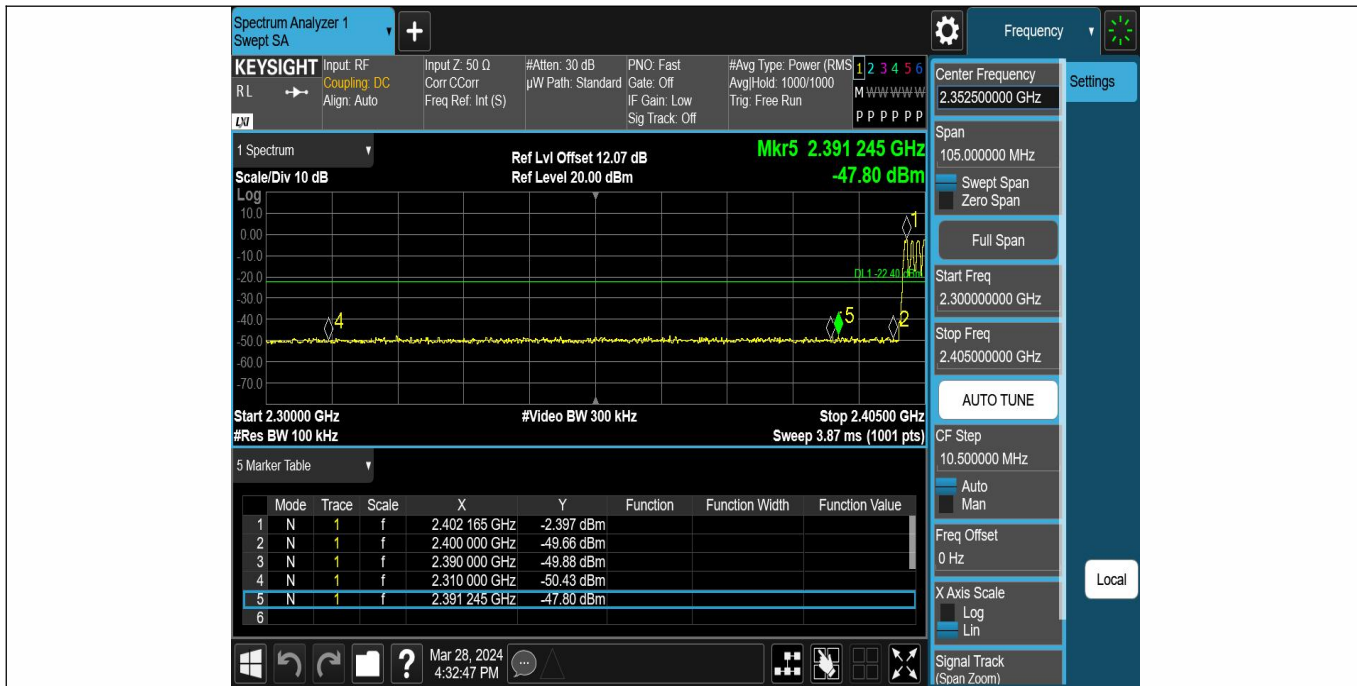 Spectrum Analyzer 1
Swept SA
+
Frequency
KEYSIGHT
RL
LXI
Input: RF
Coupling: DC
Align: Auto
Input Z: 50 Ω
Corr CCorr
Freq Ref: Int (S)
#Atten: 30 dB
µW Path: Standard
PNO: Fast
Gate: Off
IF Gain: Low
Sig Track: Off
#Avg Type: Power (RMS
Avg|Hold: 1000/1000
Trig: Free Run
1 2 3 4 5 6
M W W W W W
P P P P P P
Center Frequency
2.352500000 GHz
Settings
1 Spectrum
Scale/Div 10 dB
Ref Lvl Offset 12.07 dB
Ref Level 20.00 dBm
Mkr5 2.391 245 GHz
-47.80 dBm
Log
10.0
0.00
-10.0
-20.0
-30.0
-40.0
-50.0
-60.0
-70.0
1
DL1 -22.40 dBm
4
5
2
Start 2.30000 GHz
#Res BW 100 kHz
#Video BW 300 kHz
Stop 2.40500 GHz
Sweep 3.87 ms (1001 pts)
Span
105.000000 MHz
Swept Span
Zero Span
Full Span
Start Freq
2.300000000 GHz
Stop Freq
2.405000000 GHz
AUTO TUNE
CF Step
10.500000 MHz
Auto
Man
Freq Offset
0 Hz
X Axis Scale
Log
Lin
Signal Track
(Span Zoom)
Local
5 Marker Table
Mode Trace Scale X Y Function Function Width Function Value
1 N 1 f 2.402 165 GHz -2.397 dBm
2 N 1 f 2.400 000 GHz -49.66 dBm
3 N 1 f 2.390 000 GHz -49.88 dBm
4 N 1 f 2.310 000 GHz -50.43 dBm
5 N 1 f 2.391 245 GHz -47.80 dBm
6
?
Mar 28, 2024
4:32:47 PM